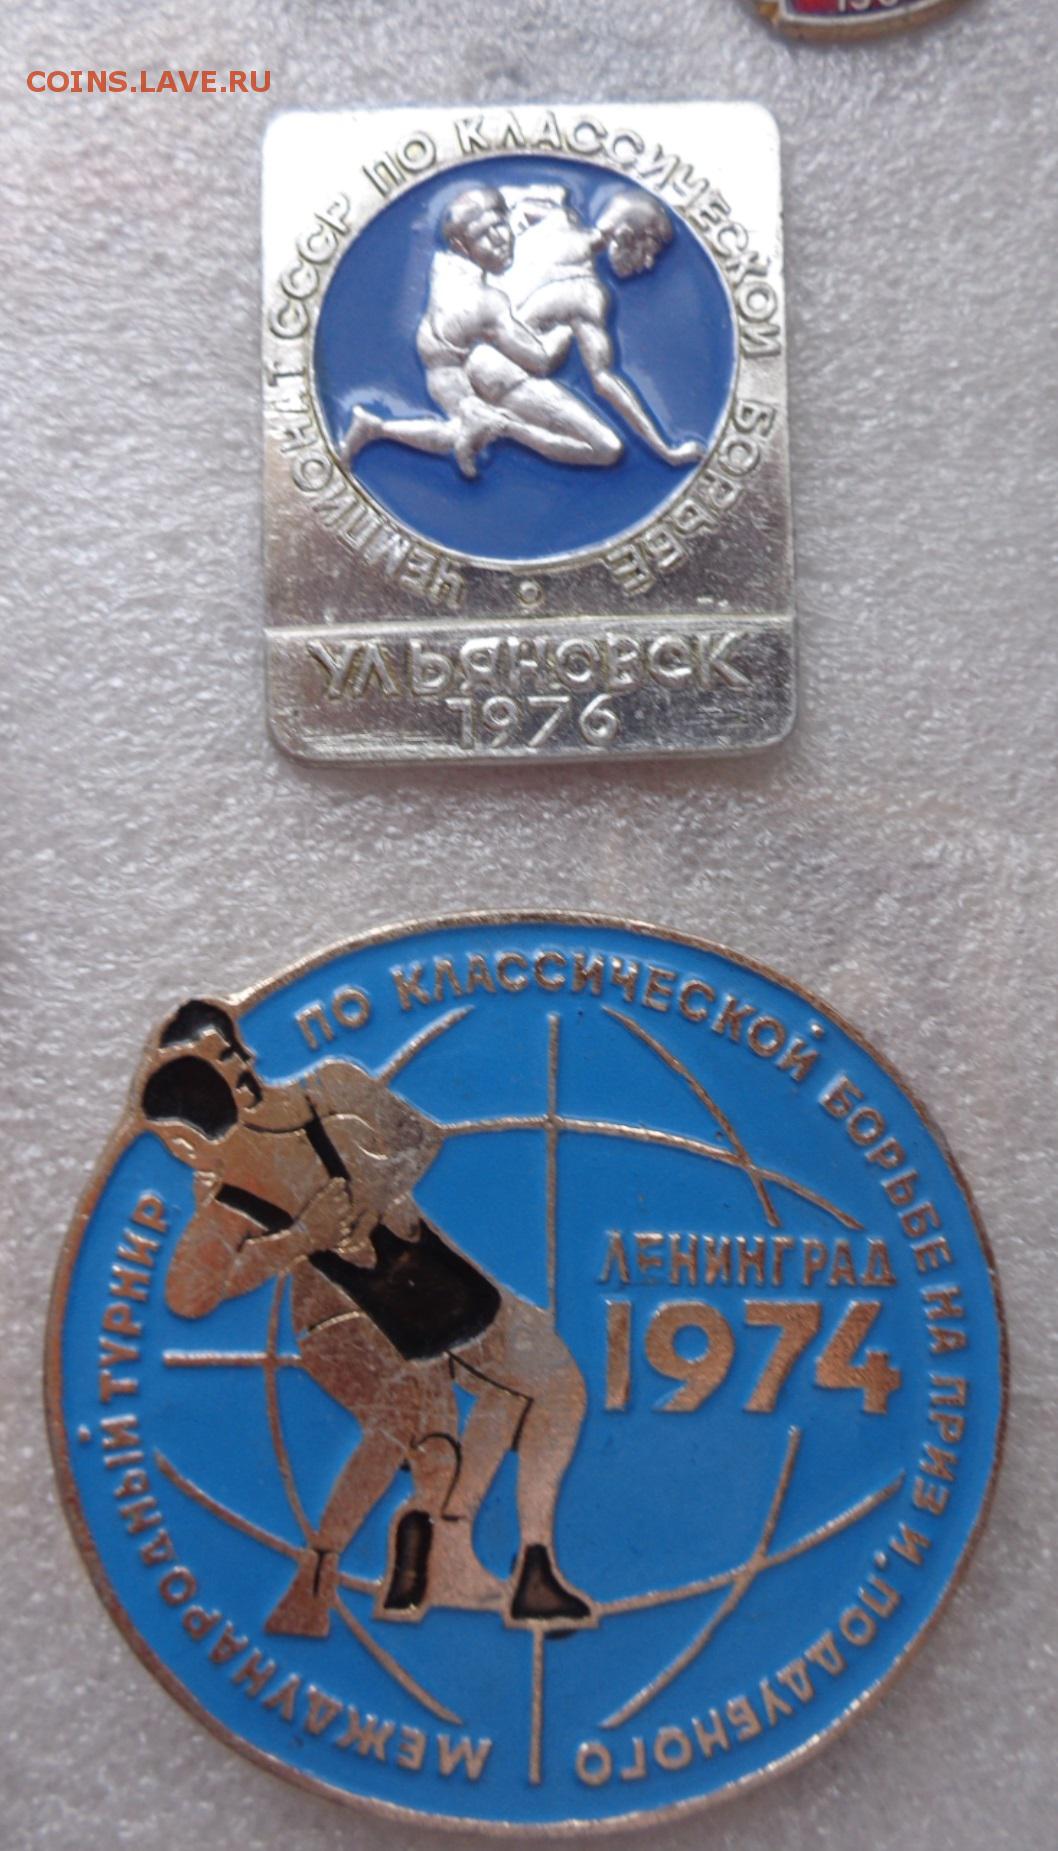 COINS.LAVE.RU
ЧЕМПИОНАТ СССР ПО КЛАССИЧЕСКОЙ БОРЬБЕ
УЛЬЯНОВСК
1976
МЕЖДУНАРОДНЫЙ ТУРНИР ПО КЛАССИЧЕСКОЙ БОРЬБЕ НА ПРИЗ И. ПОДДУБНОГО
ЛЕНИНГРАД
1974